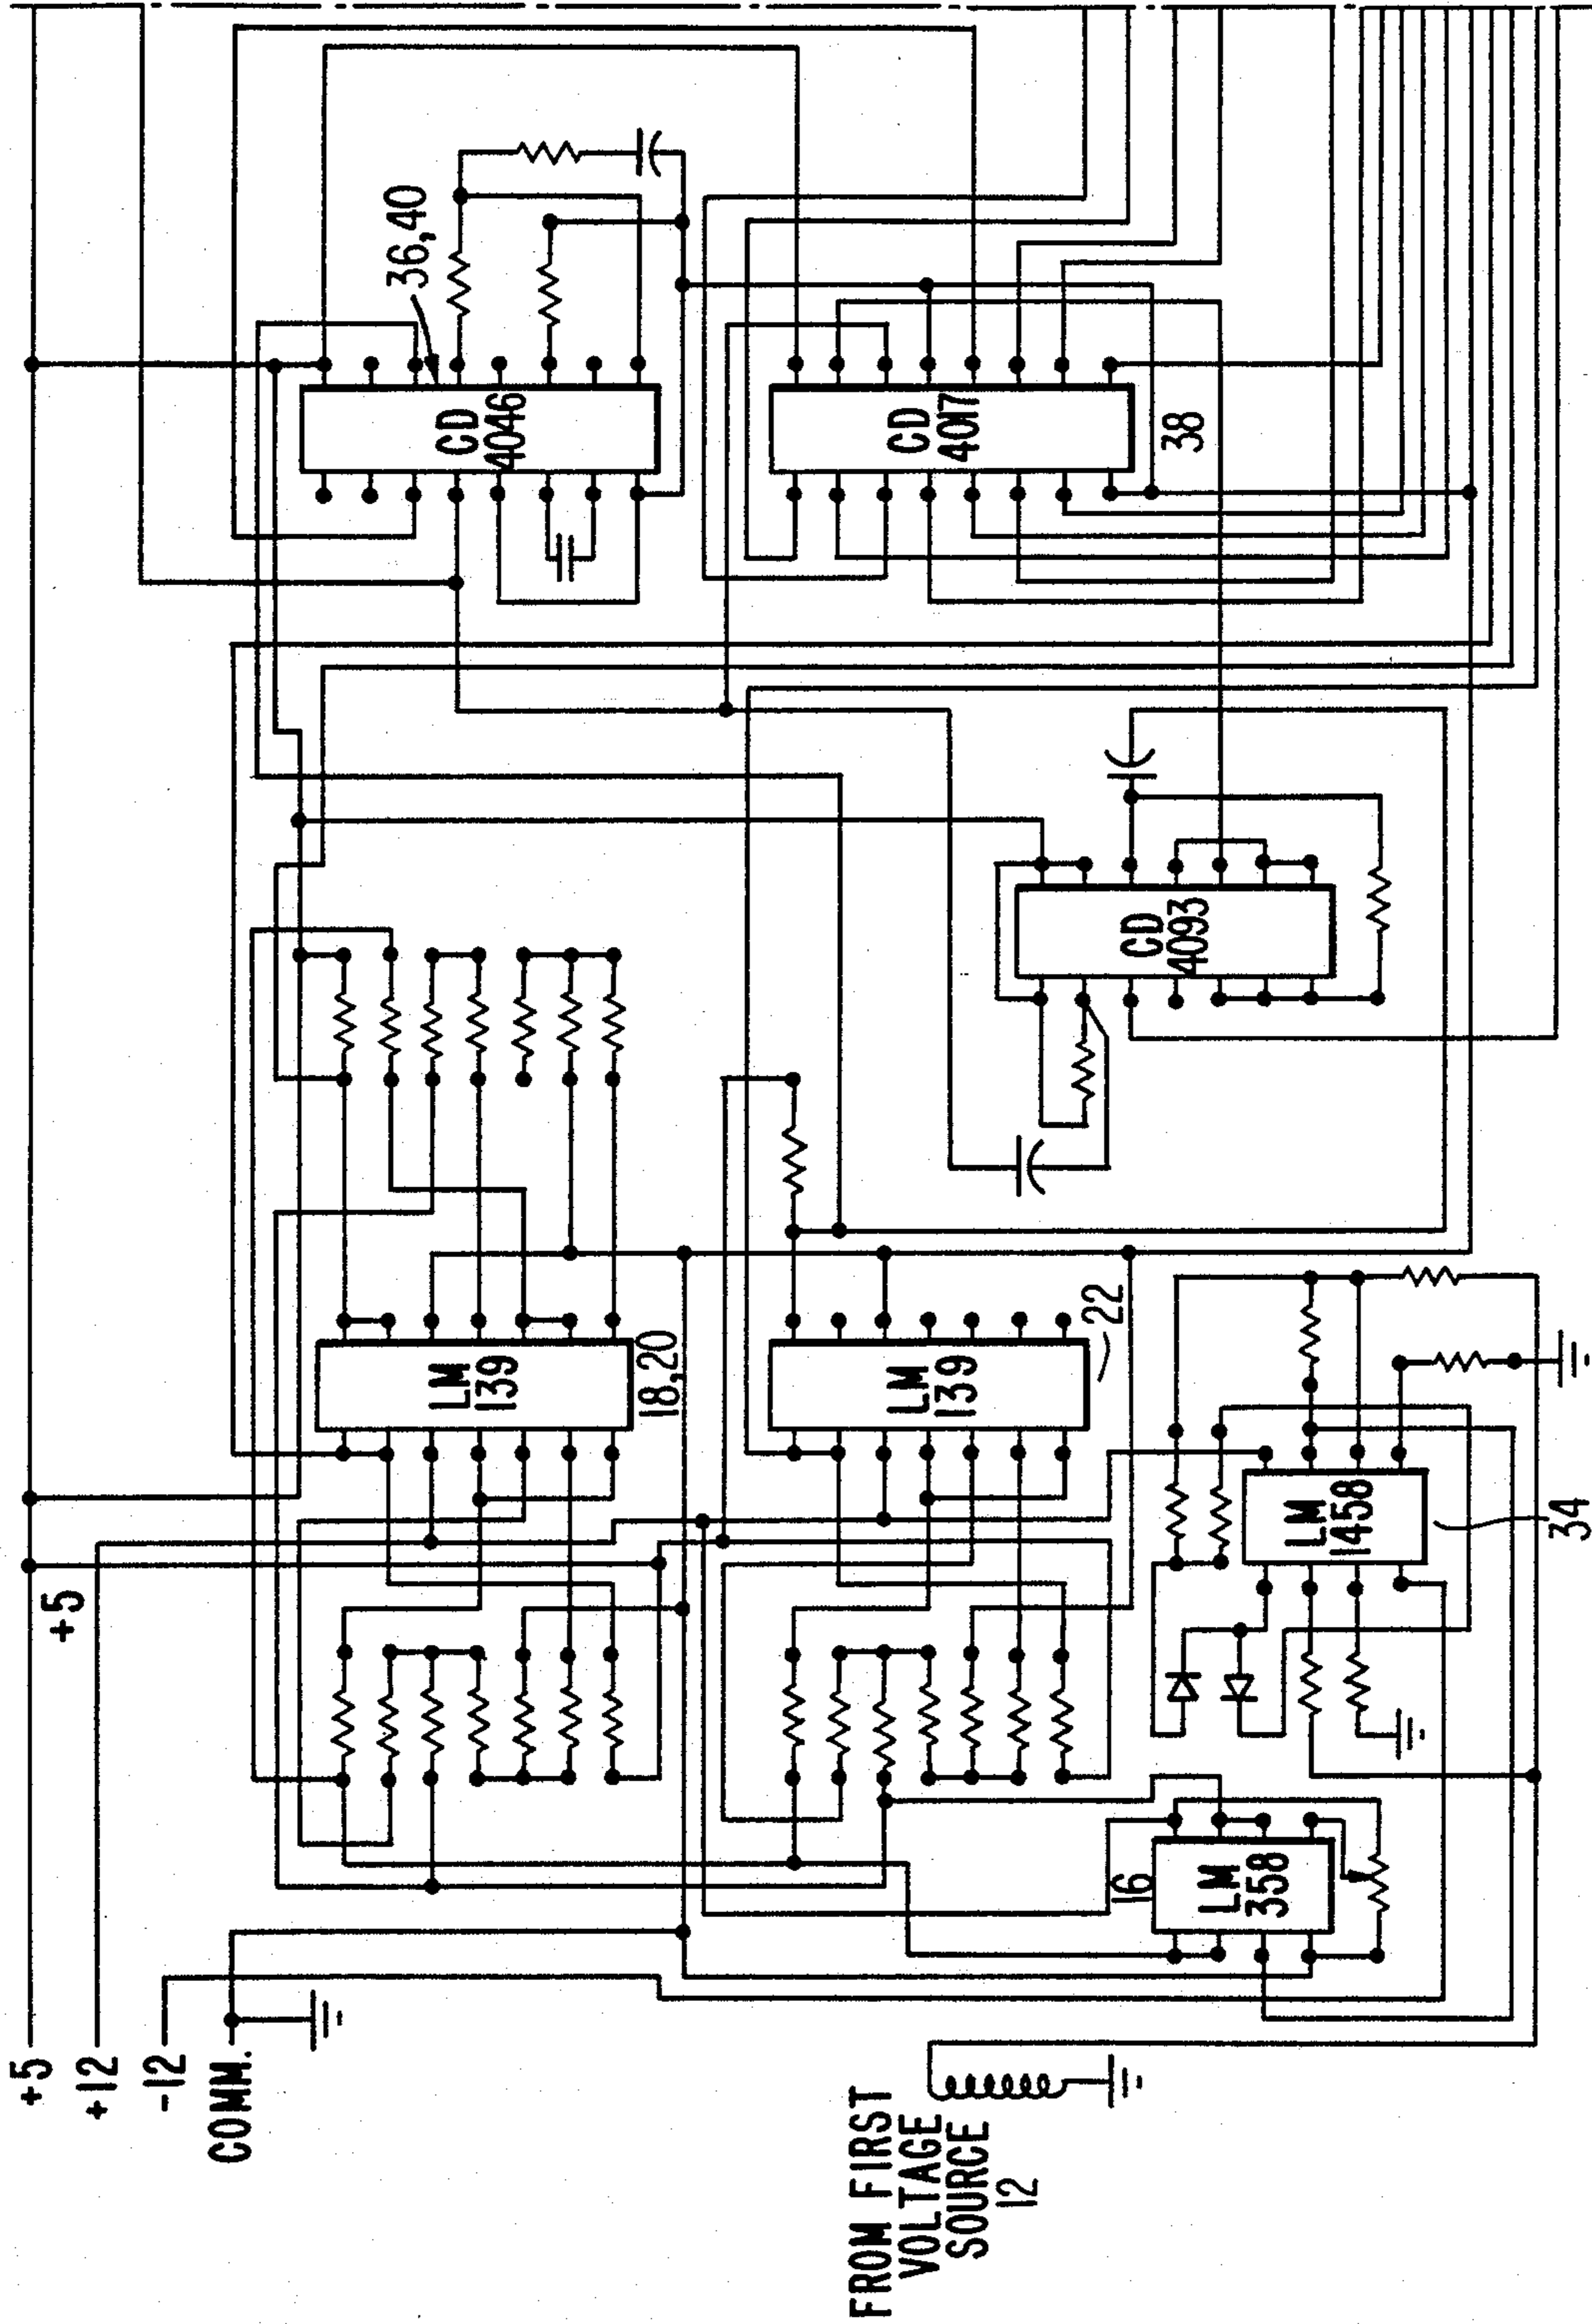 +5
+12
-12
COMM.
+5
FROM FIRST
VOLTAGE
SOURCE
12
LM
139
18,20
LM
139
22
CD
4046
36,40
CD
4017
38
CD
4093
LM
1458
34
16
LM
358